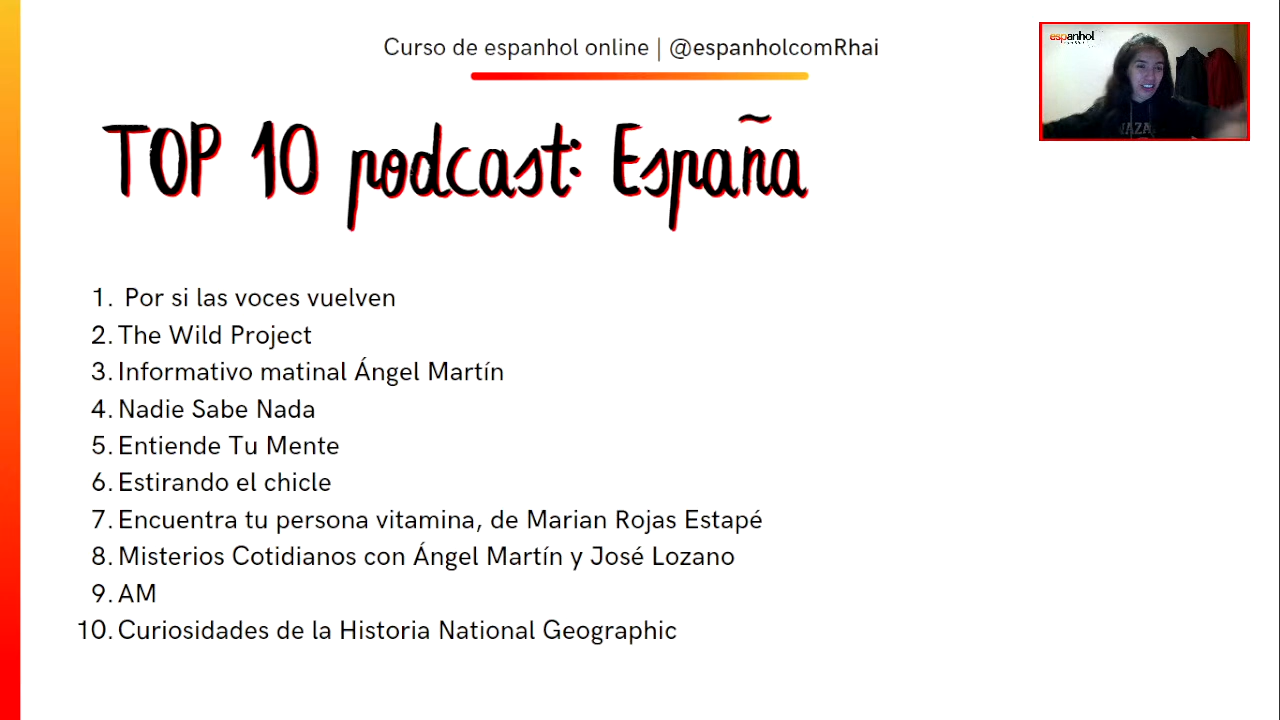 Curso de espanhol online | @espanholcomRhai
espanhol
TOP 10 podcast: España
1. Por si las voces vuelven
2. The Wild Project
3. Informativo matinal Ángel Martín
4. Nadie Sabe Nada
5. Entiende Tu Mente
6. Estirando el chicle
7. Encuentra tu persona vitamina, de Marian Rojas Estapé
8. Misterios Cotidianos con Ángel Martín y José Lozano
9. AM
10. Curiosidades de la Historia National Geographic